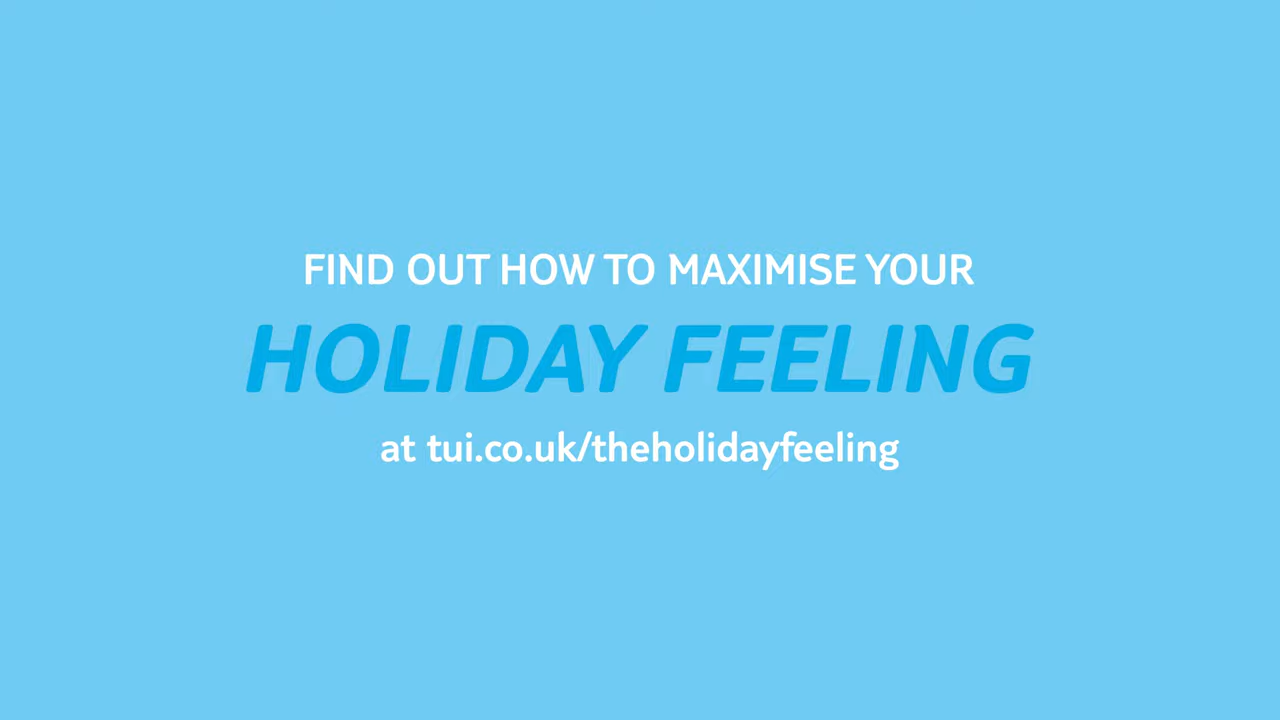 FIND OUT HOW TO MAXIMISE YOUR
HOLIDAY FEELING
at tui.co.uk/theholidayfeeling